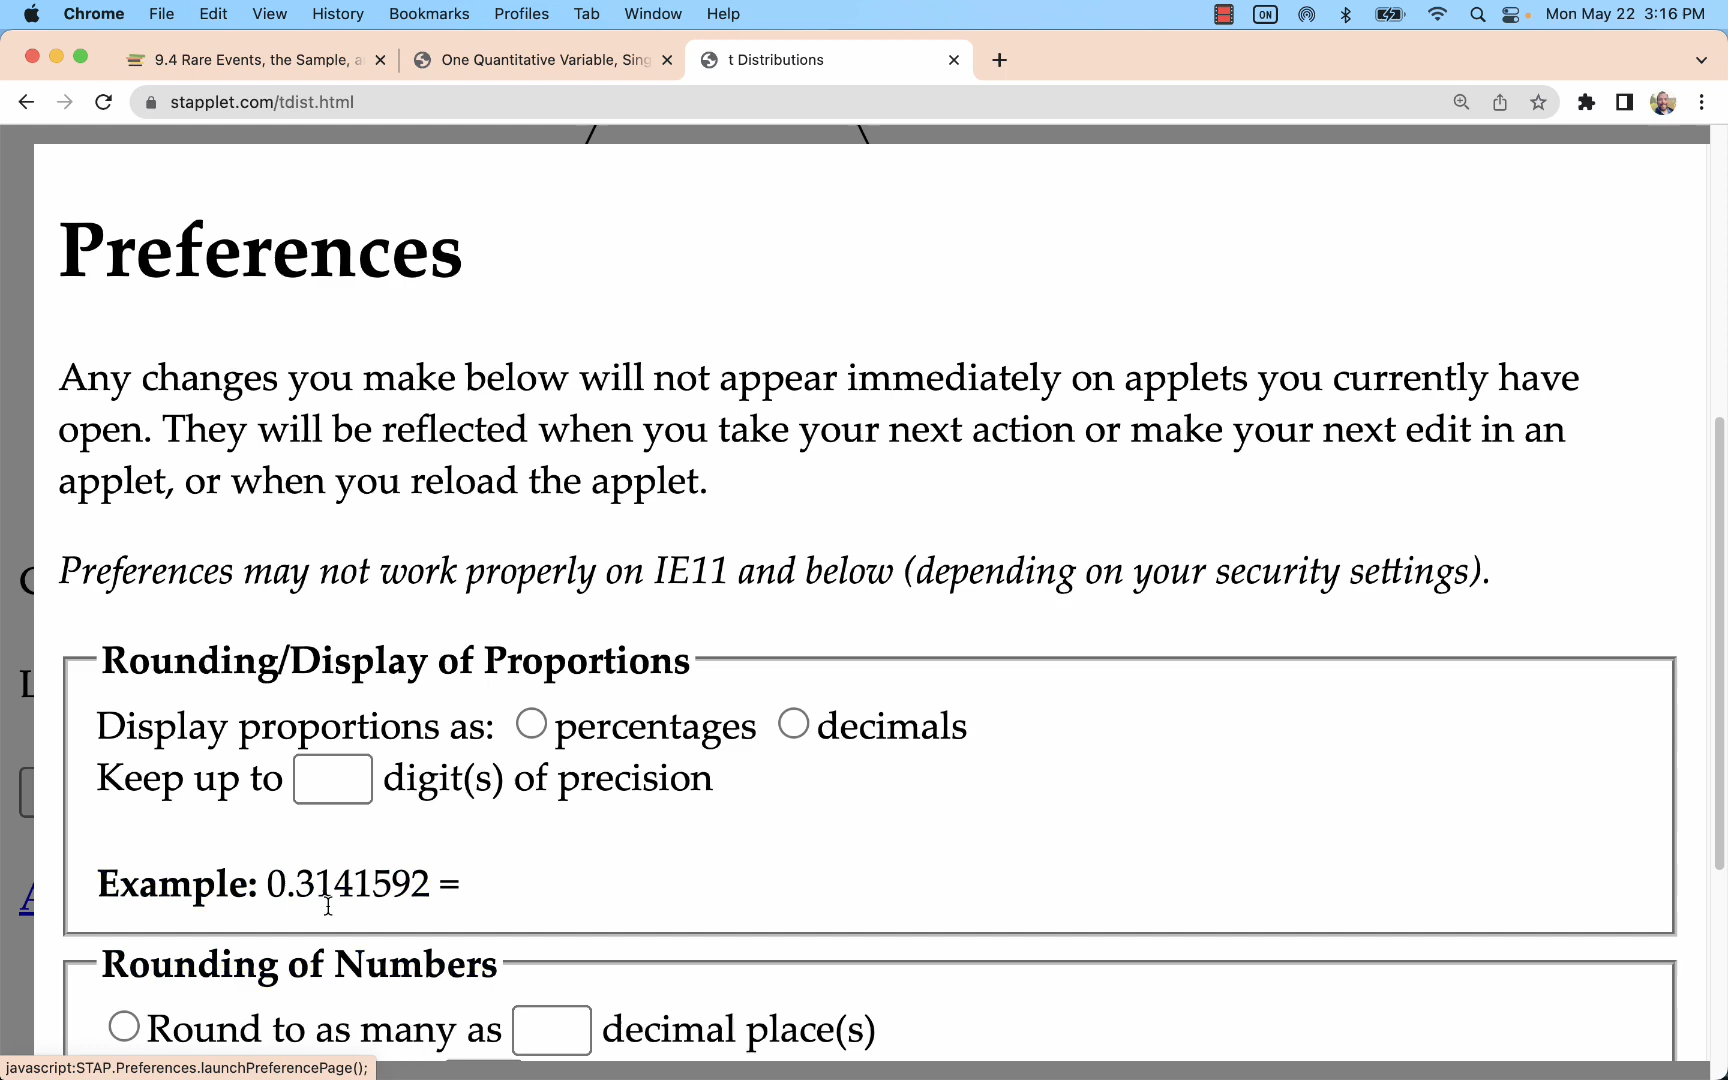 Chrome File Edit View History Bookmarks Profiles Tab Window Help ON Mon May 22 3:16 PM
9.4 Rare Events, the Sample, a One Quantitative Variable, Sing t Distributions
stapplet.com/tdist.html
Preferences
Any changes you make below will not appear immediately on applets you currently have
open. They will be reflected when you take your next action or make your next edit in an
applet, or when you reload the applet.
Preferences may not work properly on IE11 and below (depending on your security settings).
Rounding/Display of Proportions
Display proportions as: percentages decimals
Keep up to digit(s) of precision
Example: 0.3141592 =
Rounding of Numbers
Round to as many as decimal place(s)
javascript:STAP.Preferences.launchPreferencePage();